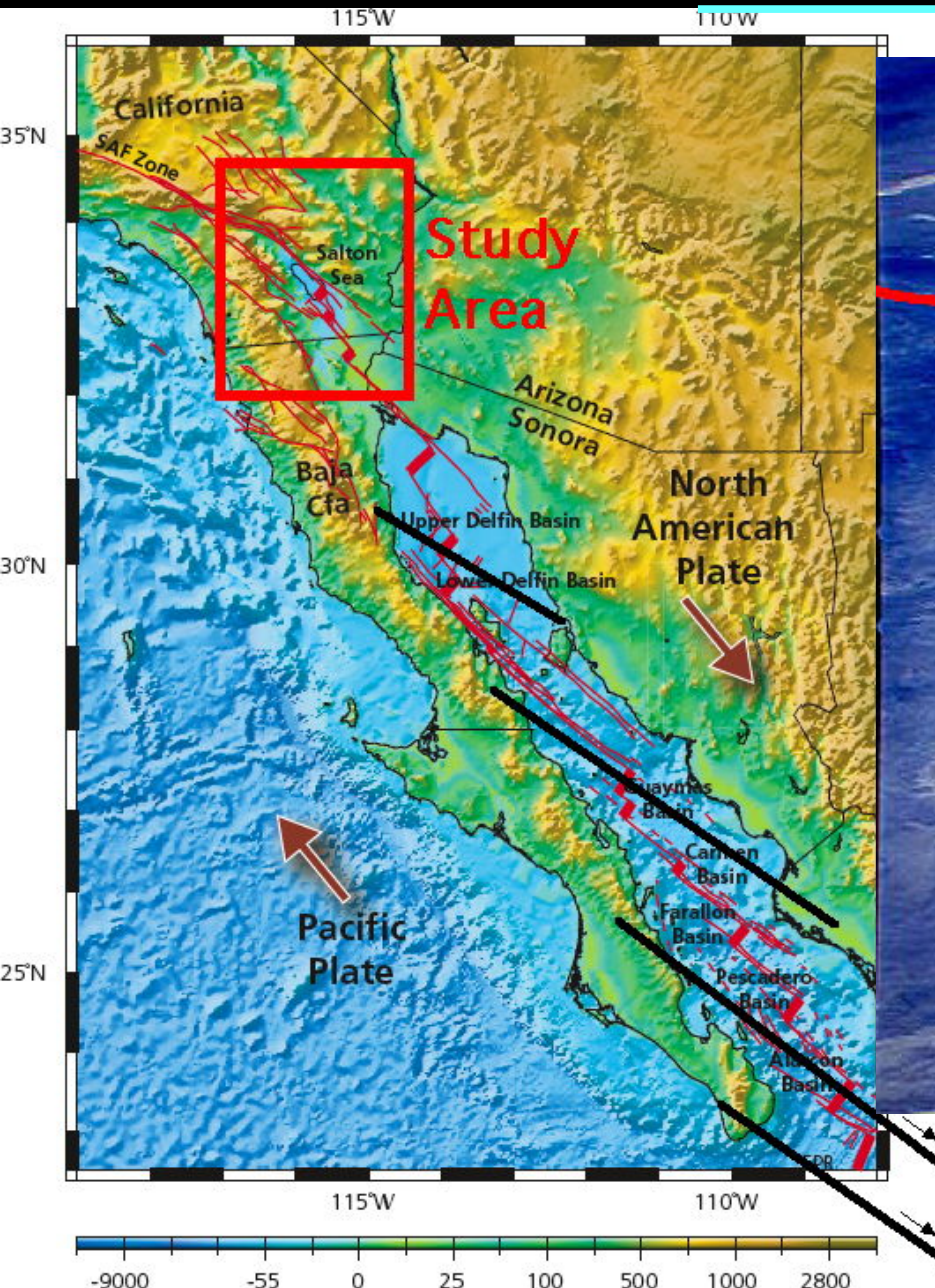 115°W
110°W
California
35°N
SAF Zone
Study
Area
Salton
Sea
Arizona
Sonora
Baja
Cfa
North
American
Plate
Upper Delfin Basin
30°N
Lower Delfin Basin
Guaymas
Basin
Carmen
Basin
Pacific
Plate
Farallon
Basin
25°N
Pescadero
Basin
Alarcon
Basin
EPR
115°W
110°W
-9000 -55 0 25 100 500 1000 2800